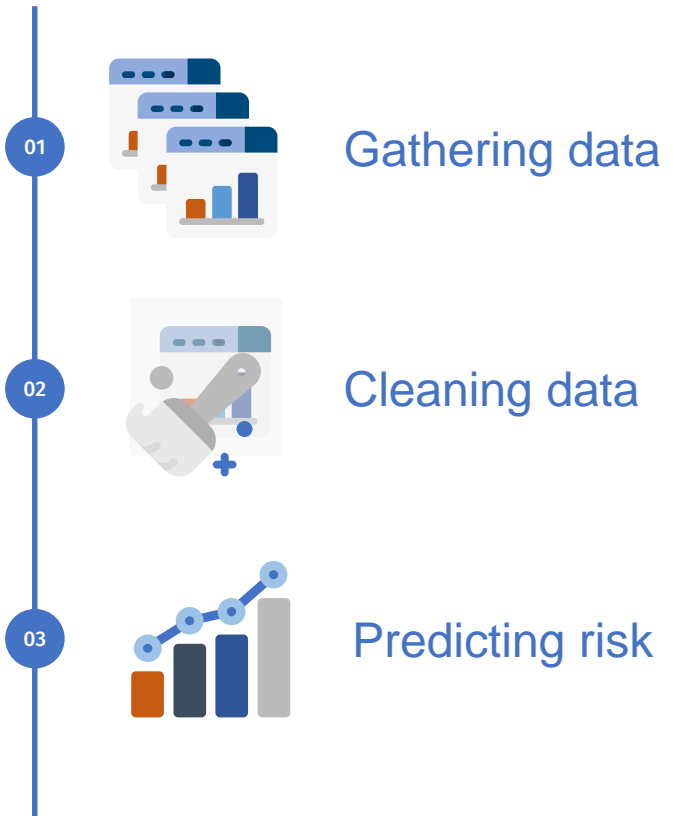 01
Gathering data
02
Cleaning data
03
Predicting risk